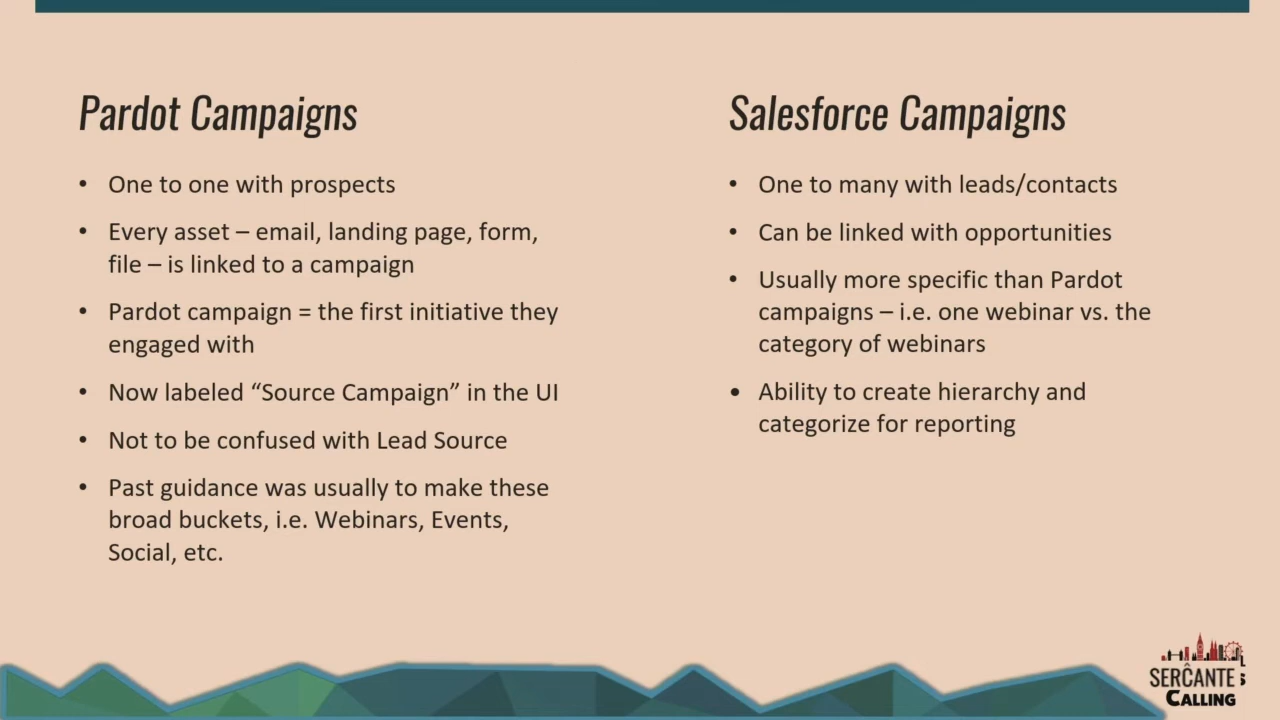 Pardot Campaigns
• One to one with prospects
• Every asset – email, landing page, form,
file – is linked to a campaign
• Pardot campaign = the first initiative they
engaged with
• Now labeled “Source Campaign” in the UI
• Not to be confused with Lead Source
• Past guidance was usually to make these
broad buckets, i.e. Webinars, Events,
Social, etc.
Salesforce Campaigns
• One to many with leads/contacts
• Can be linked with opportunities
• Usually more specific than Pardot
campaigns – i.e. one webinar vs. the
category of webinars
• Ability to create hierarchy and
categorize for reporting
SERCANTE
CALLING